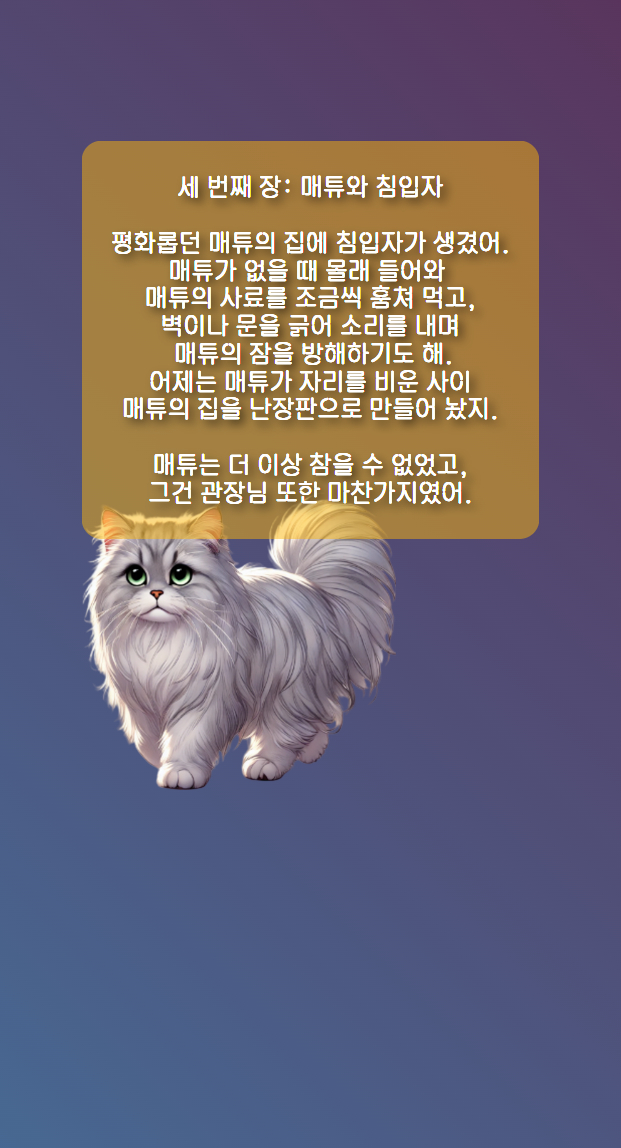 세 번째 장: 매튜와 침입자
평화롭던 매튜의 집에 침입자가 생겼어.
매튜가 없을 때 몰래 들어와
매튜의 사료를 조금씩 훔쳐 먹고,
벽이나 문을 긁어 소리를 내며
매튜의 잠을 방해하기도 해.
어제는 매튜가 자리를 비운 사이
매튜의 집을 난장판으로 만들어 놨지.
매튜는 더 이상 참을 수 없었고,
그건 관장님 또한 마찬가지였어.